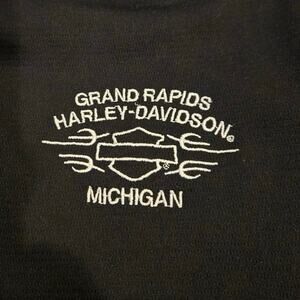 GRAND RAPIDS
HARLEY-DAVIDSON®
®
MICHIGAN